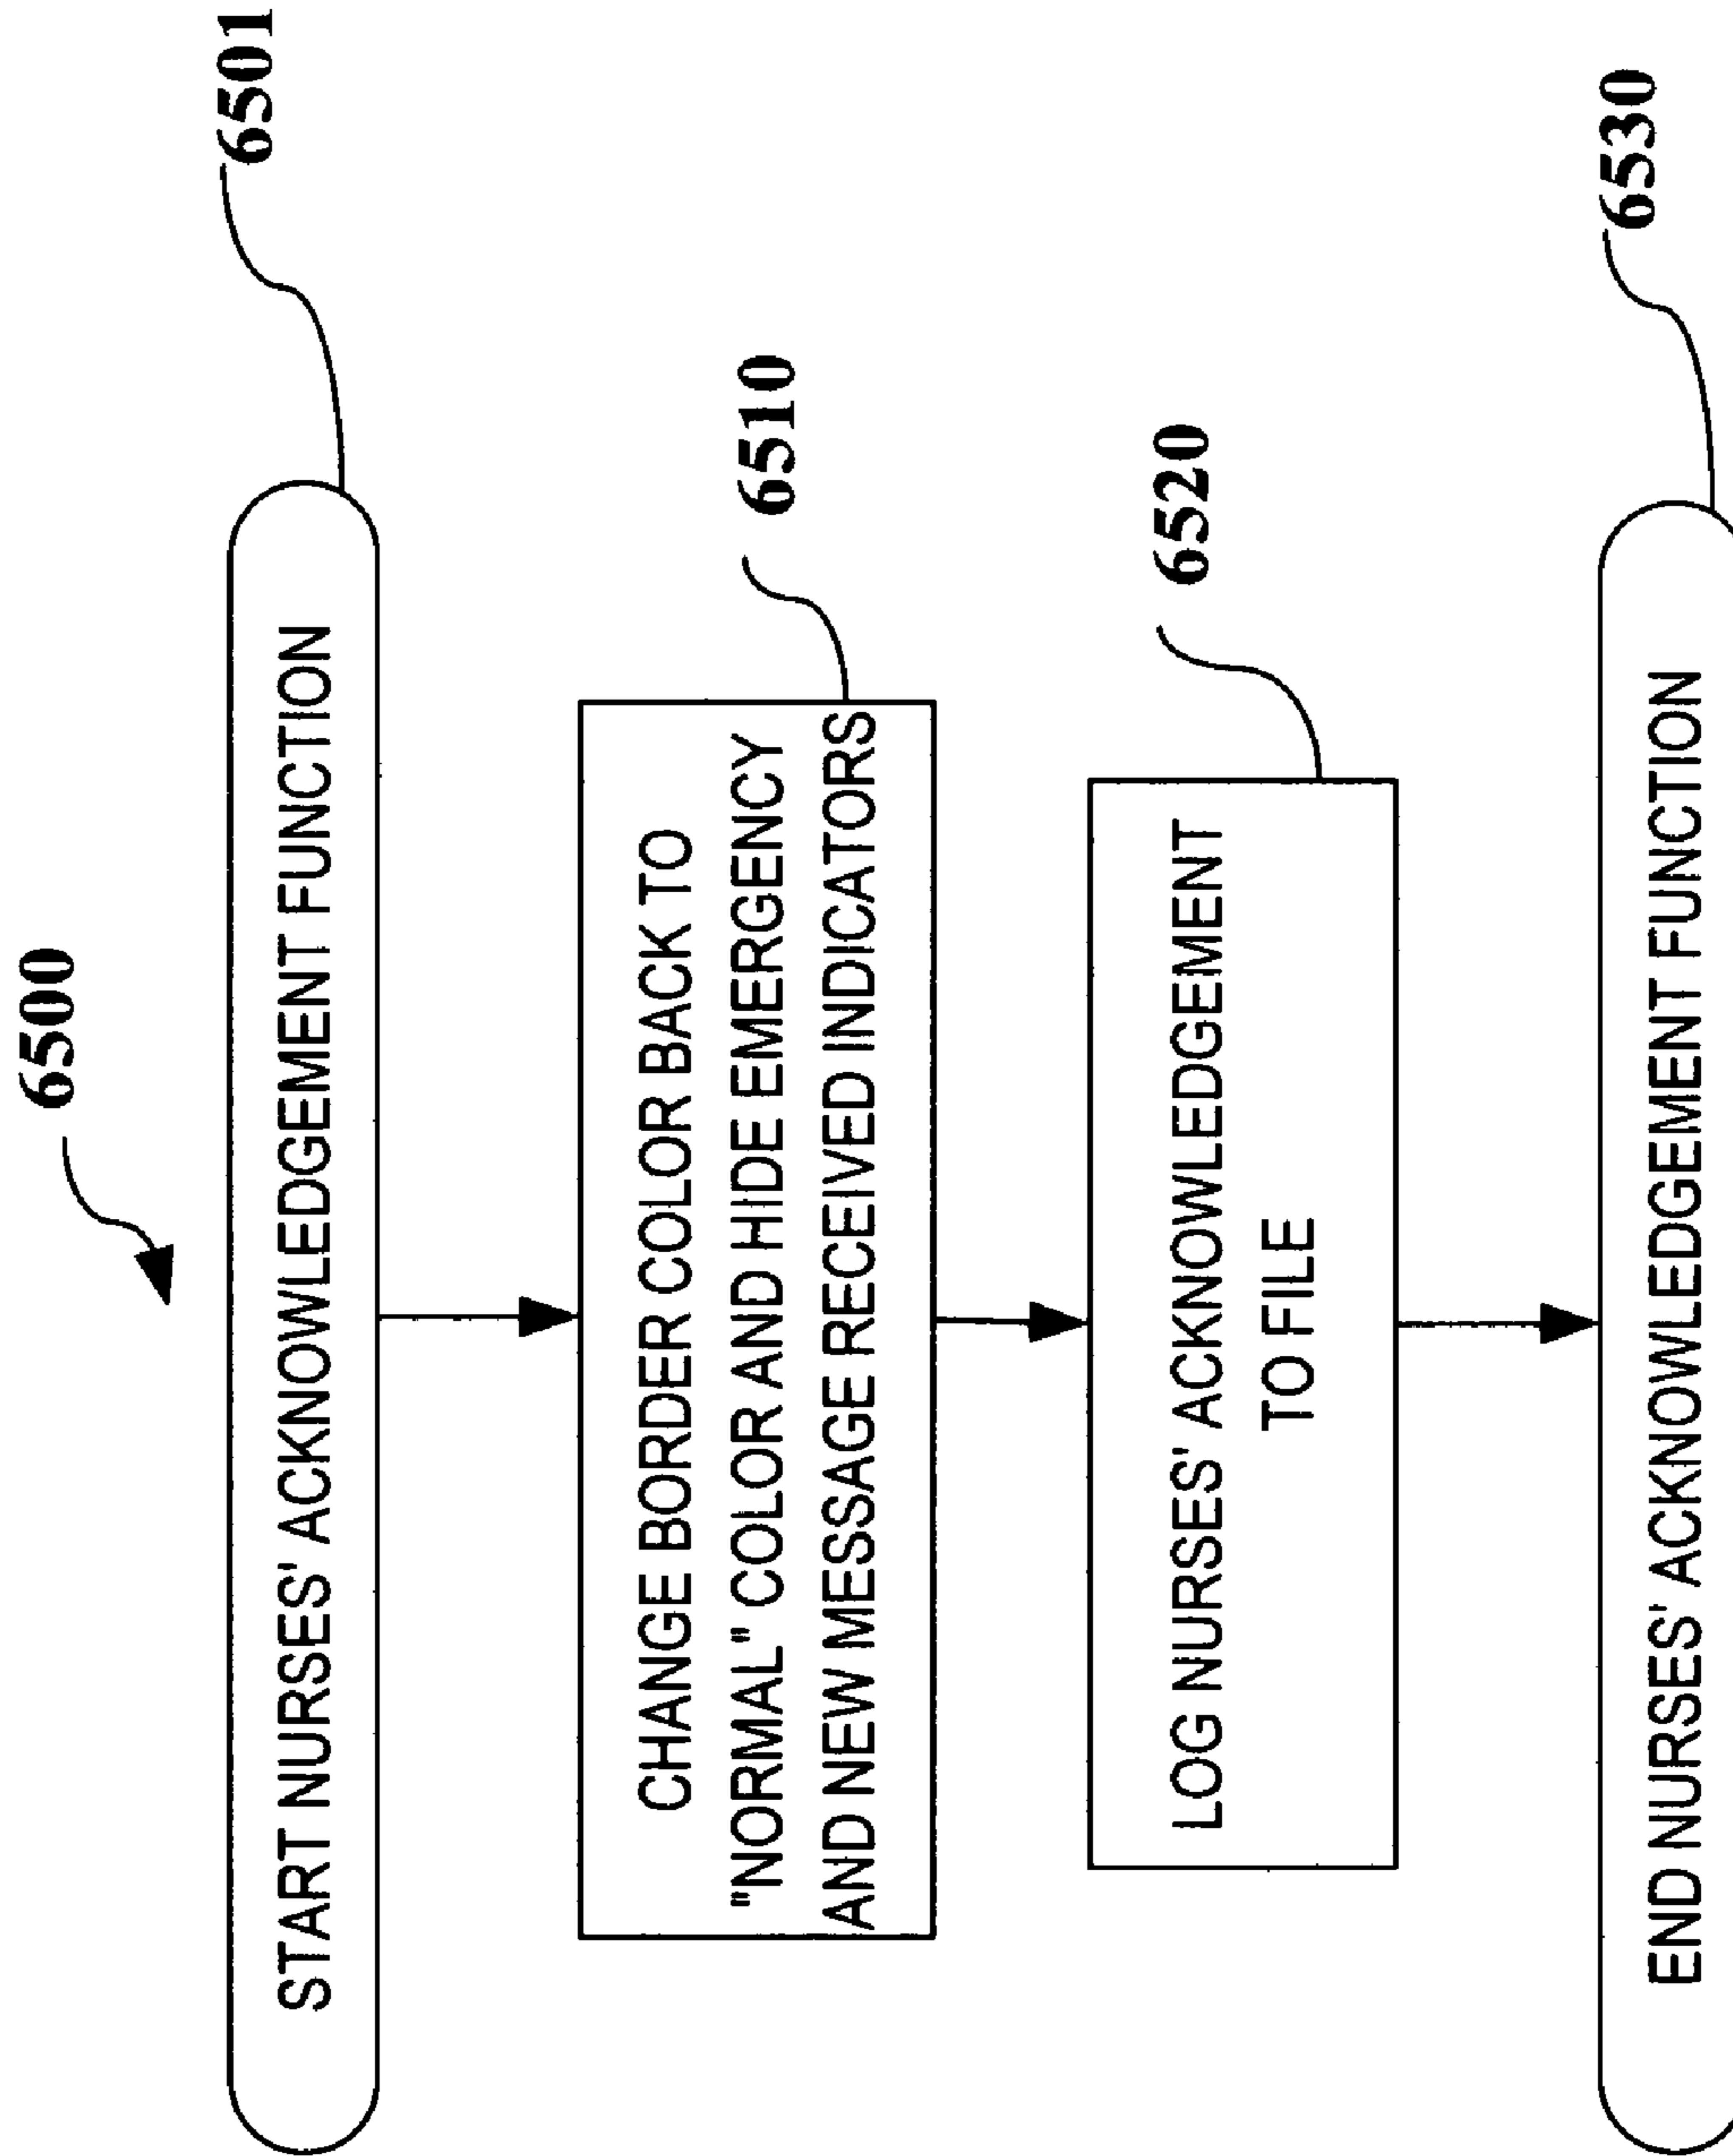 6500
START NURSES' ACKNOWLEDGEMENT FUNCTION
6501
CHANGE BORDER COLOR BACK TO
"NORMAL" COLOR AND HIDE EMERGENCY
AND NEW MESSAGE RECEIVED INDICATORS
6510
LOG NURSES' ACKNOWLEDGEMENT
TO FILE
6520
END NURSES' ACKNOWLEDGEMENT FUNCTION
6530